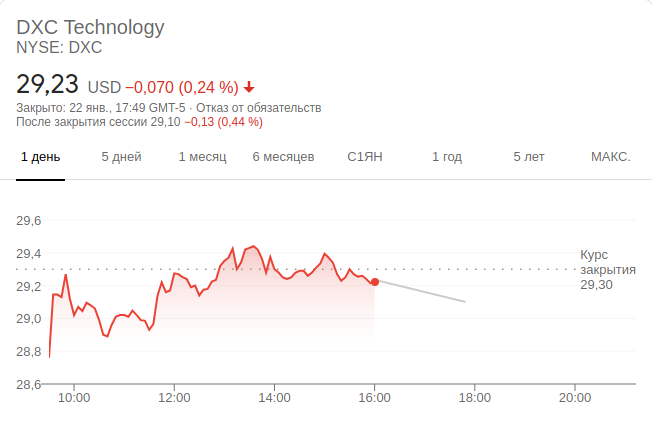 DXC Technology
NYSE: DXC
29,23 USD −0,070 (0,24 %)
Закрыто: 22 янв., 17:49 GMT-5 · Отказ от обязательств
После закрытия сессии 29,10 −0,13 (0,44 %)
1 день 5 дней 1 месяц 6 месяцев С1ЯН 1 год 5 лет МАКС.
29,6
29,4
29,2
29,0
28,8
28,6
Курс
закрытия
29,30
10:00 12:00 14:00 16:00 18:00 20:00